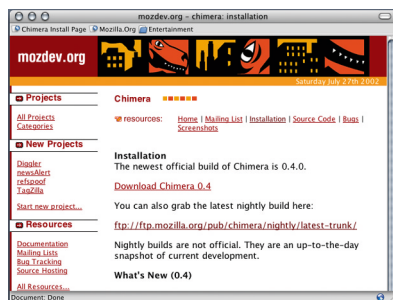 mozdev.org - chimera: installation
Chimera Install Page Mozilla.Org Entertainment
mozdev.org
Saturday July 27th 2002
Projects
All Projects
Categories
New Projects
Diggler
newsAlert
refspoof
TagZilla
Start new project...
Resources
Documentation
Mailing Lists
Bug Tracking
Source Hosting
All Resources...
Chimera
resources: Home | Mailing List | Installation | Source Code | Bugs |
Screenshots
Installation
The newest official build of Chimera is 0.4.0.
Download Chimera 0.4
You can also grab the latest nightly build here:
ftp://ftp.mozilla.org/pub/chimera/nightly/latest-trunk/
Nightly builds are not official. They are an up-to-the-day
snapshot of current development.
What's New (0.4)
Document: Done